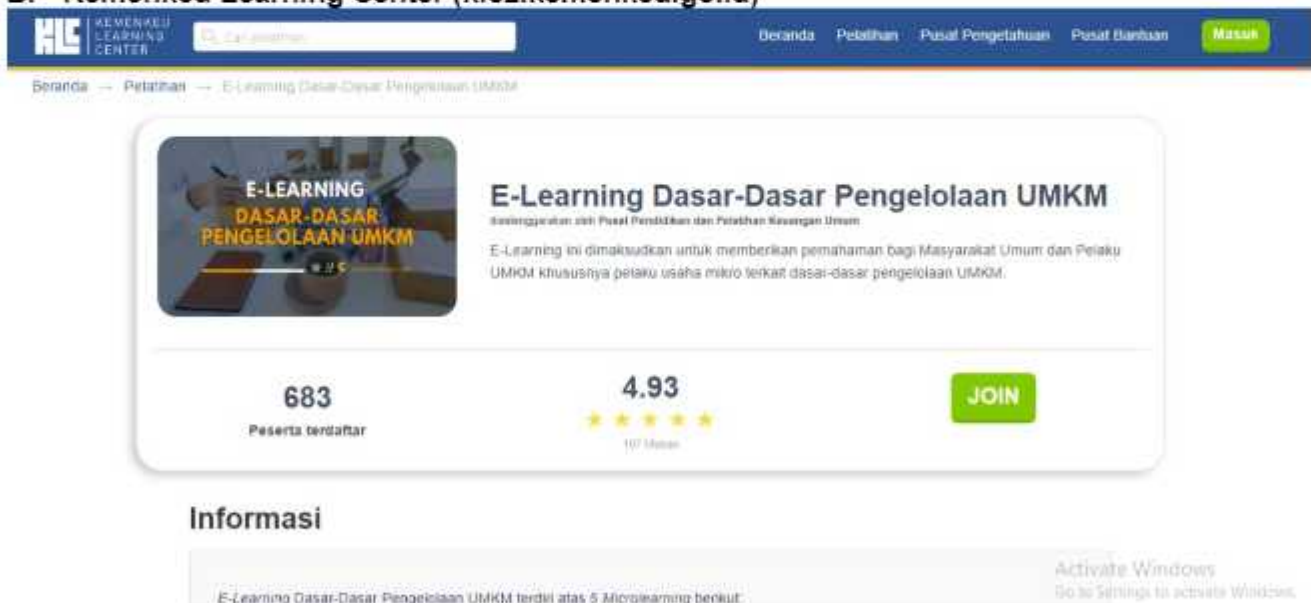 KEMENKEU
LEARNING
CENTER
Cari pelatihan
Beranda Pelatihan Pusat Pengetahuan Pusat Bantuan Masuk
Beranda → Pelatihan → E-Learning Dasar-Dasar Pengelolaan UMKM
E-LEARNING
DASAR-DASAR
PENGELOLAAN UMKM
E-Learning Dasar-Dasar Pengelolaan UMKM
oleh Pusat Pendidikan dan Pelatihan Keuangan Umum
E-Learning ini dimaksudkan untuk memberikan pemahaman bagi Masyarakat Umum dan Pelaku
UMKM khususnya pelaku usaha mikro terkait dasar-dasar pengelolaan UMKM.
683
Peserta terdaftar
4.93
JOIN
Informasi
E-Learning Dasar-Dasar Pengelolaan UMKM terdiri atas 5 Microlearning berikut:
Activate Windows
Go to Settings to activate Windows.